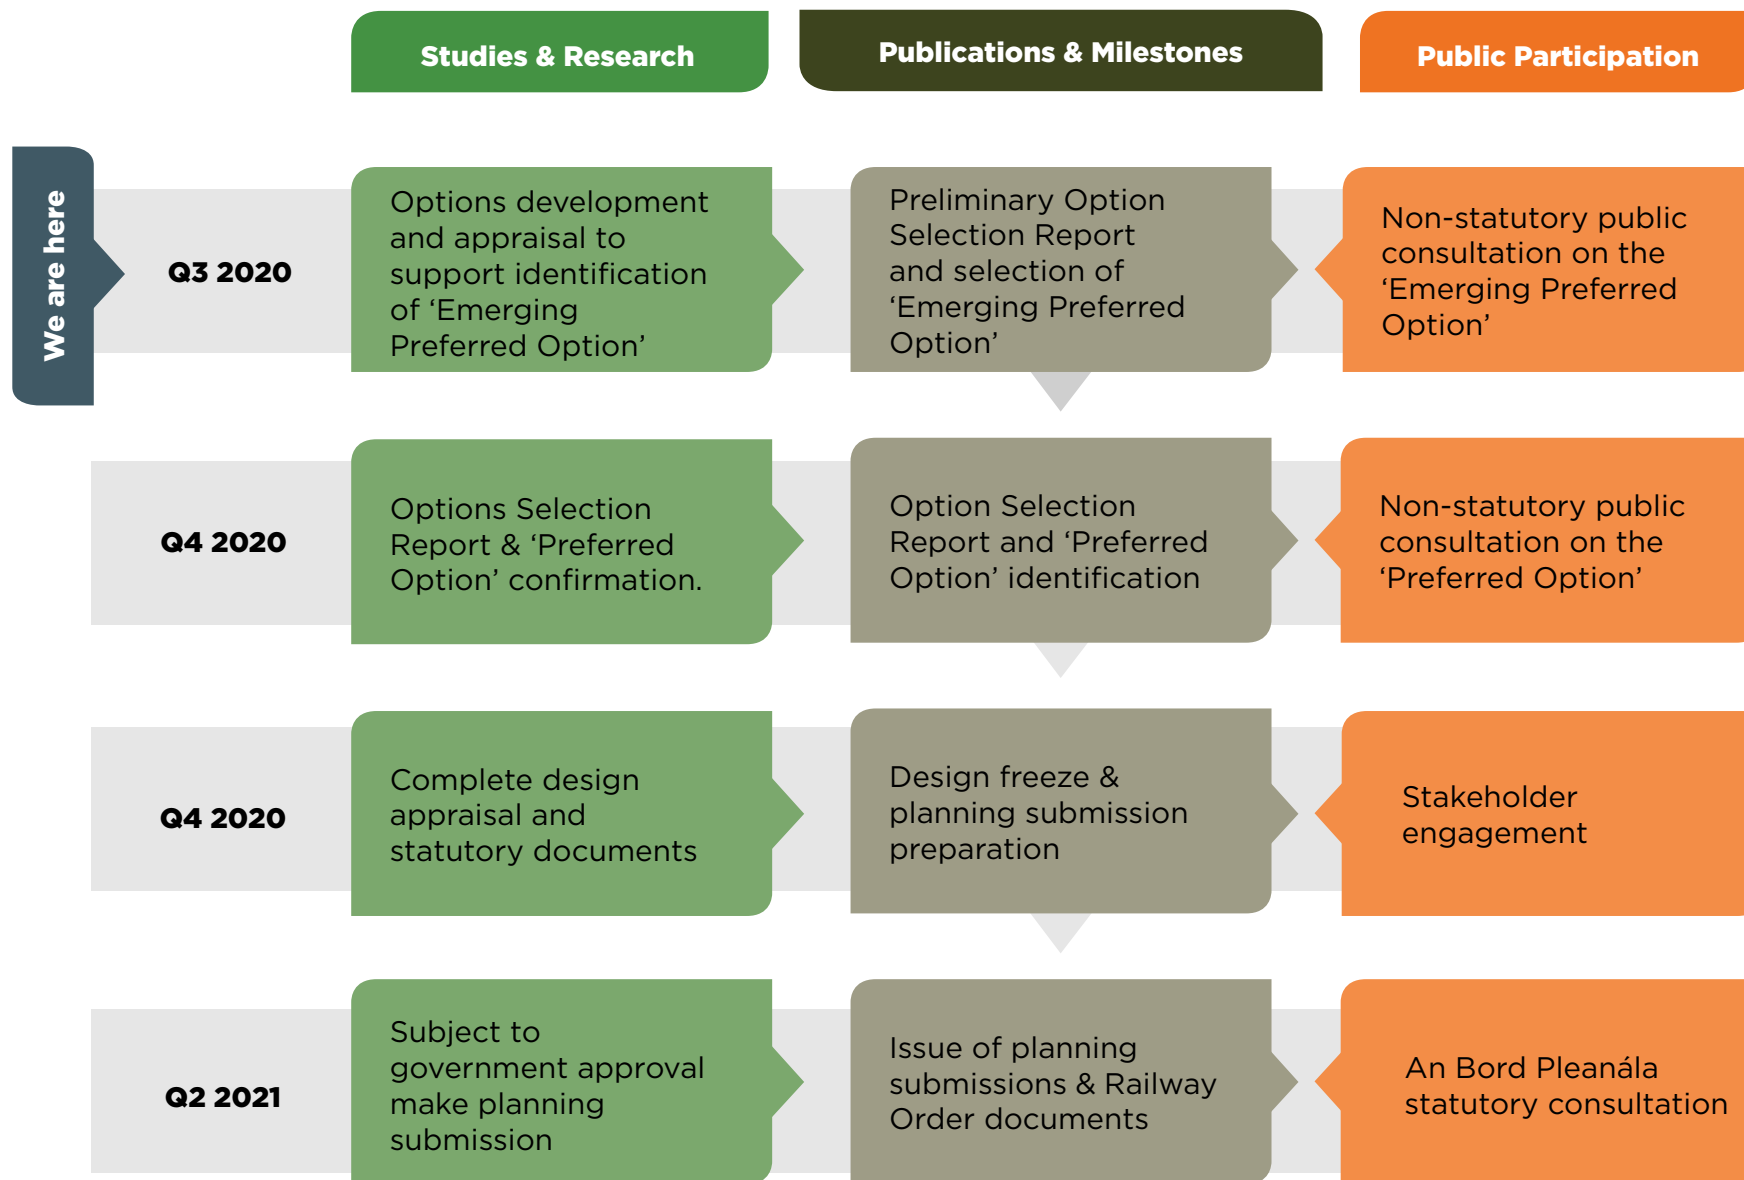 Studies & Research
Publications & Milestones
Public Participation
We are here
Q3 2020
Options development
and appraisal to
support identification
of ‘Emerging
Preferred Option’
Preliminary Option
Selection Report
and selection of
‘Emerging Preferred
Option’
Non-statutory public
consultation on the
‘Emerging Preferred
Option’
Q4 2020
Options Selection
Report & ‘Preferred
Option’ confirmation.
Option Selection
Report and ‘Preferred
Option’ identification
Non-statutory public
consultation on the
‘Preferred Option’
Q4 2020
Complete design
appraisal and
statutory documents
Design freeze &
planning submission
preparation
Stakeholder
engagement
Q2 2021
Subject to
government approval
make planning
submission
Issue of planning
submissions & Railway
Order documents
An Bord Pleanála
statutory consultation